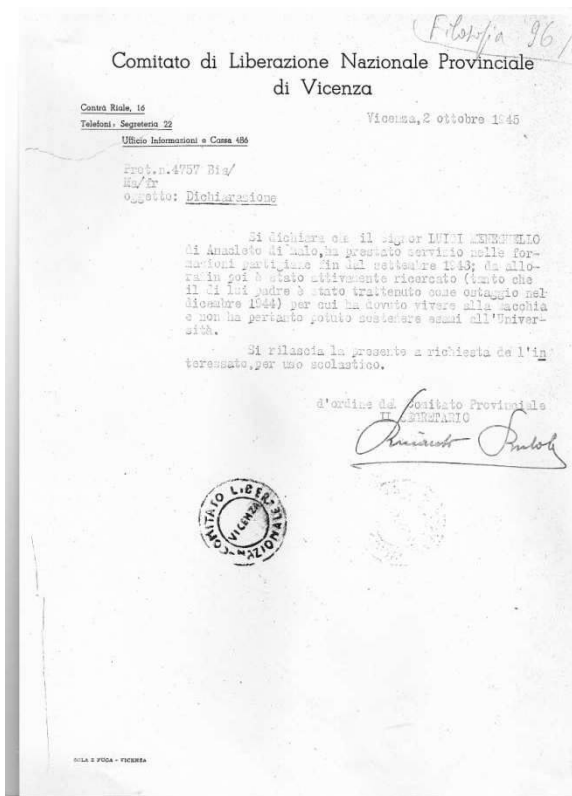 Filosofia 96/
Comitato di Liberazione Nazionale Provinciale
di Vicenza
Contrà Riale, 16
Telefoni: Segreteria 22
Ufficio Informazioni e Cassa 486
Vicenza, 2 ottobre 1945
Prot.n.4757 Bis/
Ma/fr
oggetto: Dichiarazione
Si dichiara che il signor LUIGI MENEGHELLO
di Anacleto di Malo, ha prestato servizio nelle for-
mazioni partigiane fin dal settembre 1943; da allo-
ra in poi è stato attivamente ricercato (tanto che
il di lui padre è stato trattenuto come ostaggio nel
dicembre 1944) per cui ha dovuto vivere alla macchia
e non ha pertanto potuto sostenere esami all'Univer-
sità.
Si rilascia la presente a richiesta de l'in
teressato, per uso scolastico.
d'ordine del Comitato Provinciale
IL SEGRETARIO
COMITATO LIBERAZ. NAZIONALE
VICENZA
- VICENZA